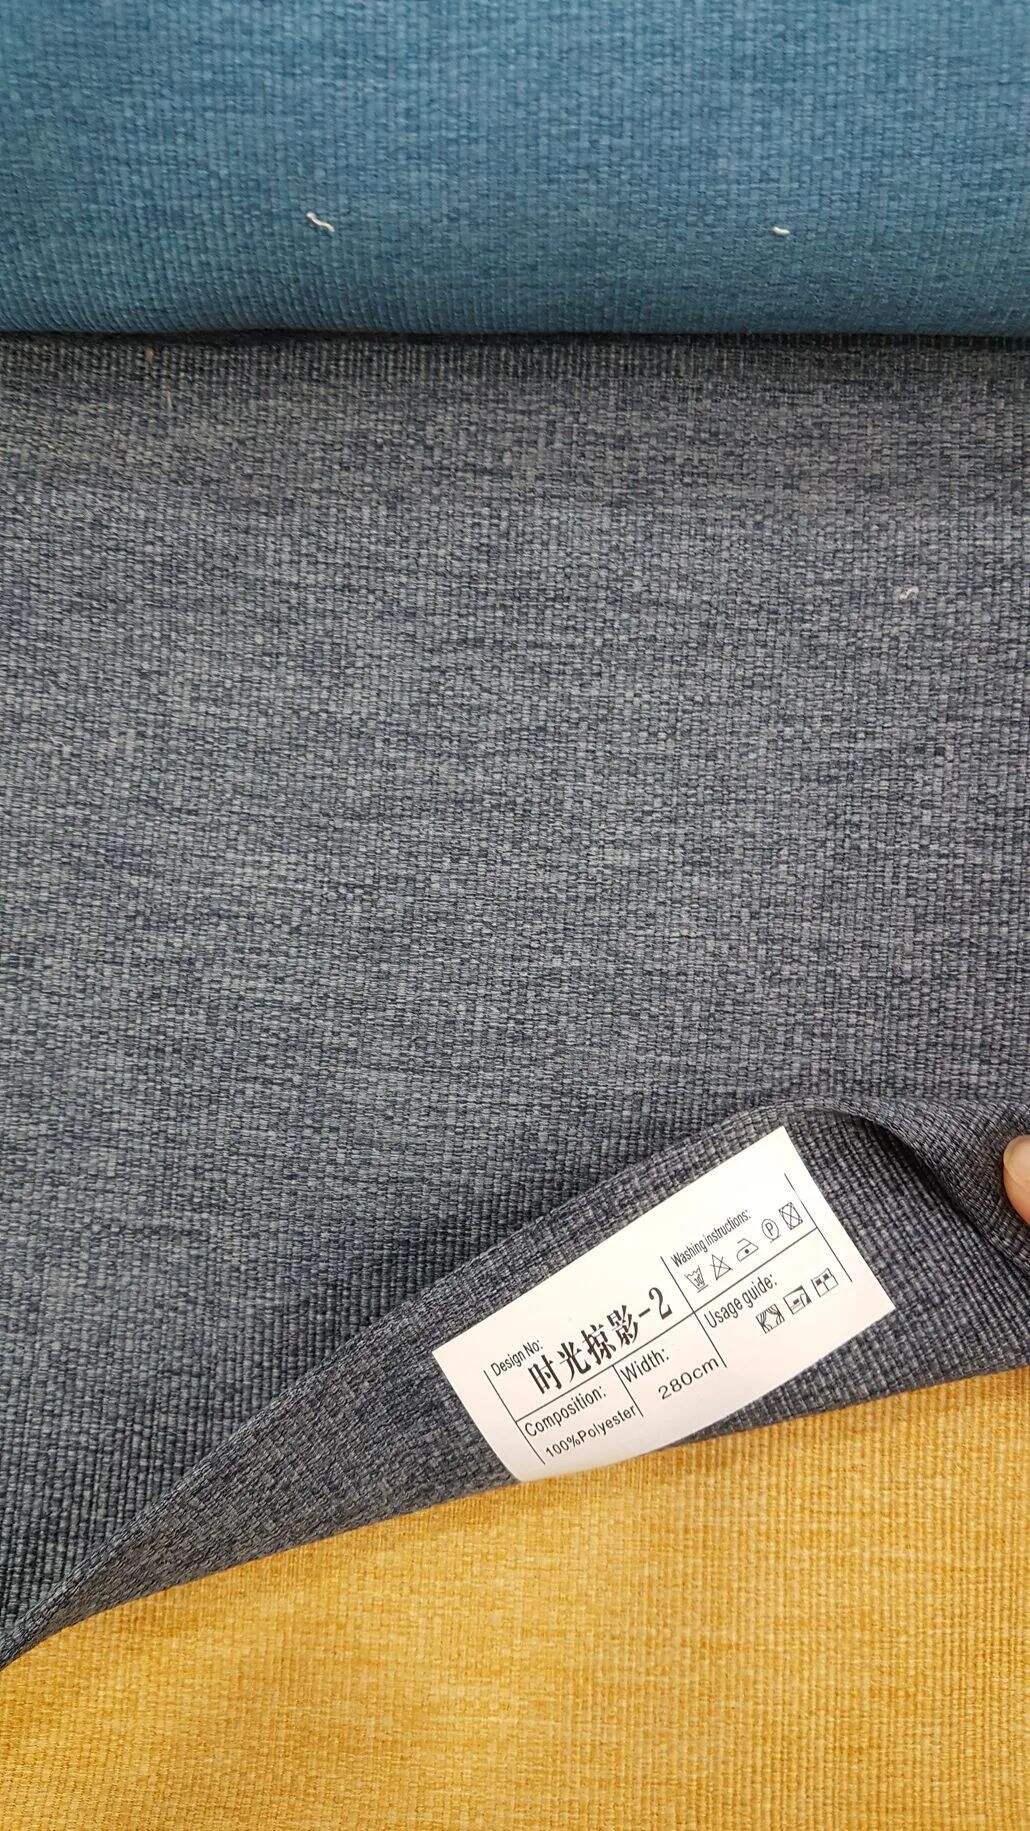 Design No:
时光掠影-2
Washing instructions:
P
Composition:
100%Polyester
Width:
280cm
Usage guide: